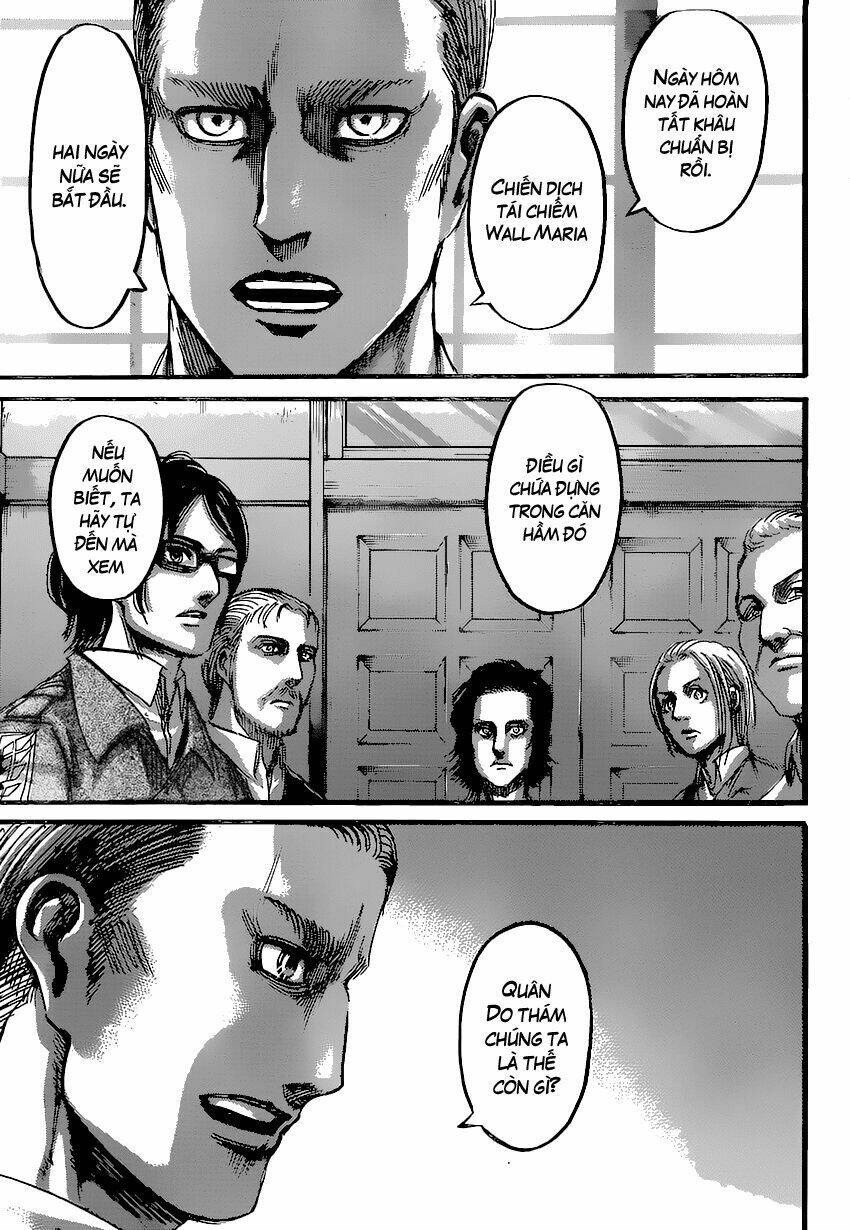 NGÀY HÔM
NAY ĐÃ HOÀN
TẤT KHÂU
CHUẨN BỊ
RỒI.
CHIẾN DỊCH
TÁI CHIẾM
WALL MARIA
HAI NGÀY
NỮA SẼ
BẮT ĐẦU.
ĐIỀU GÌ
CHỨA ĐỰNG
TRONG CĂN
HẦM ĐÓ
NẾU
MUỐN
BIẾT, TA
HÃY TỰ
ĐẾN MÀ
XEM
QUÂN
DO THÁM
CHÚNG TA
LÀ THẾ
CÒN GÌ?